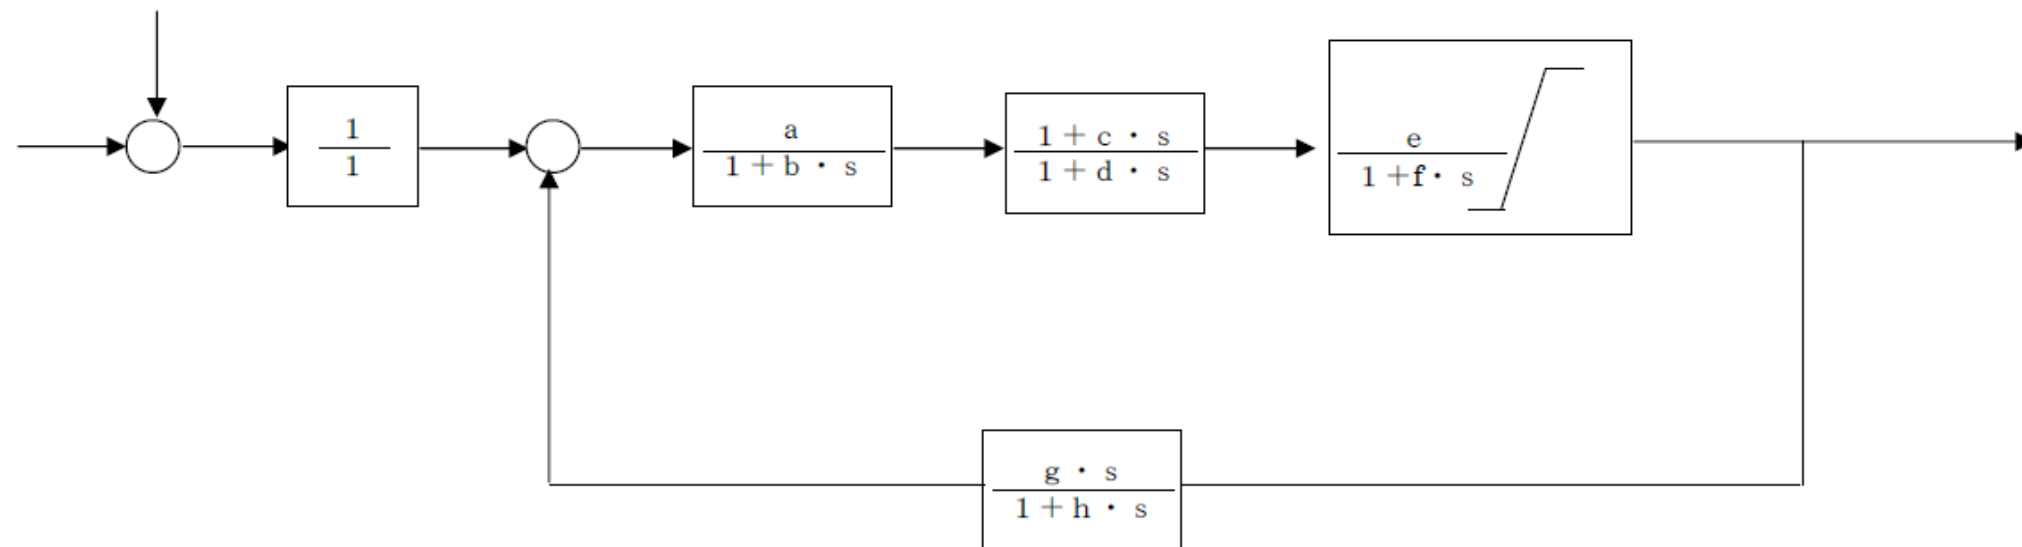 1
1
a
1 + b · s
1 + c · s
1 + d · s
e
1 + f · s
g · s
1 + h · s